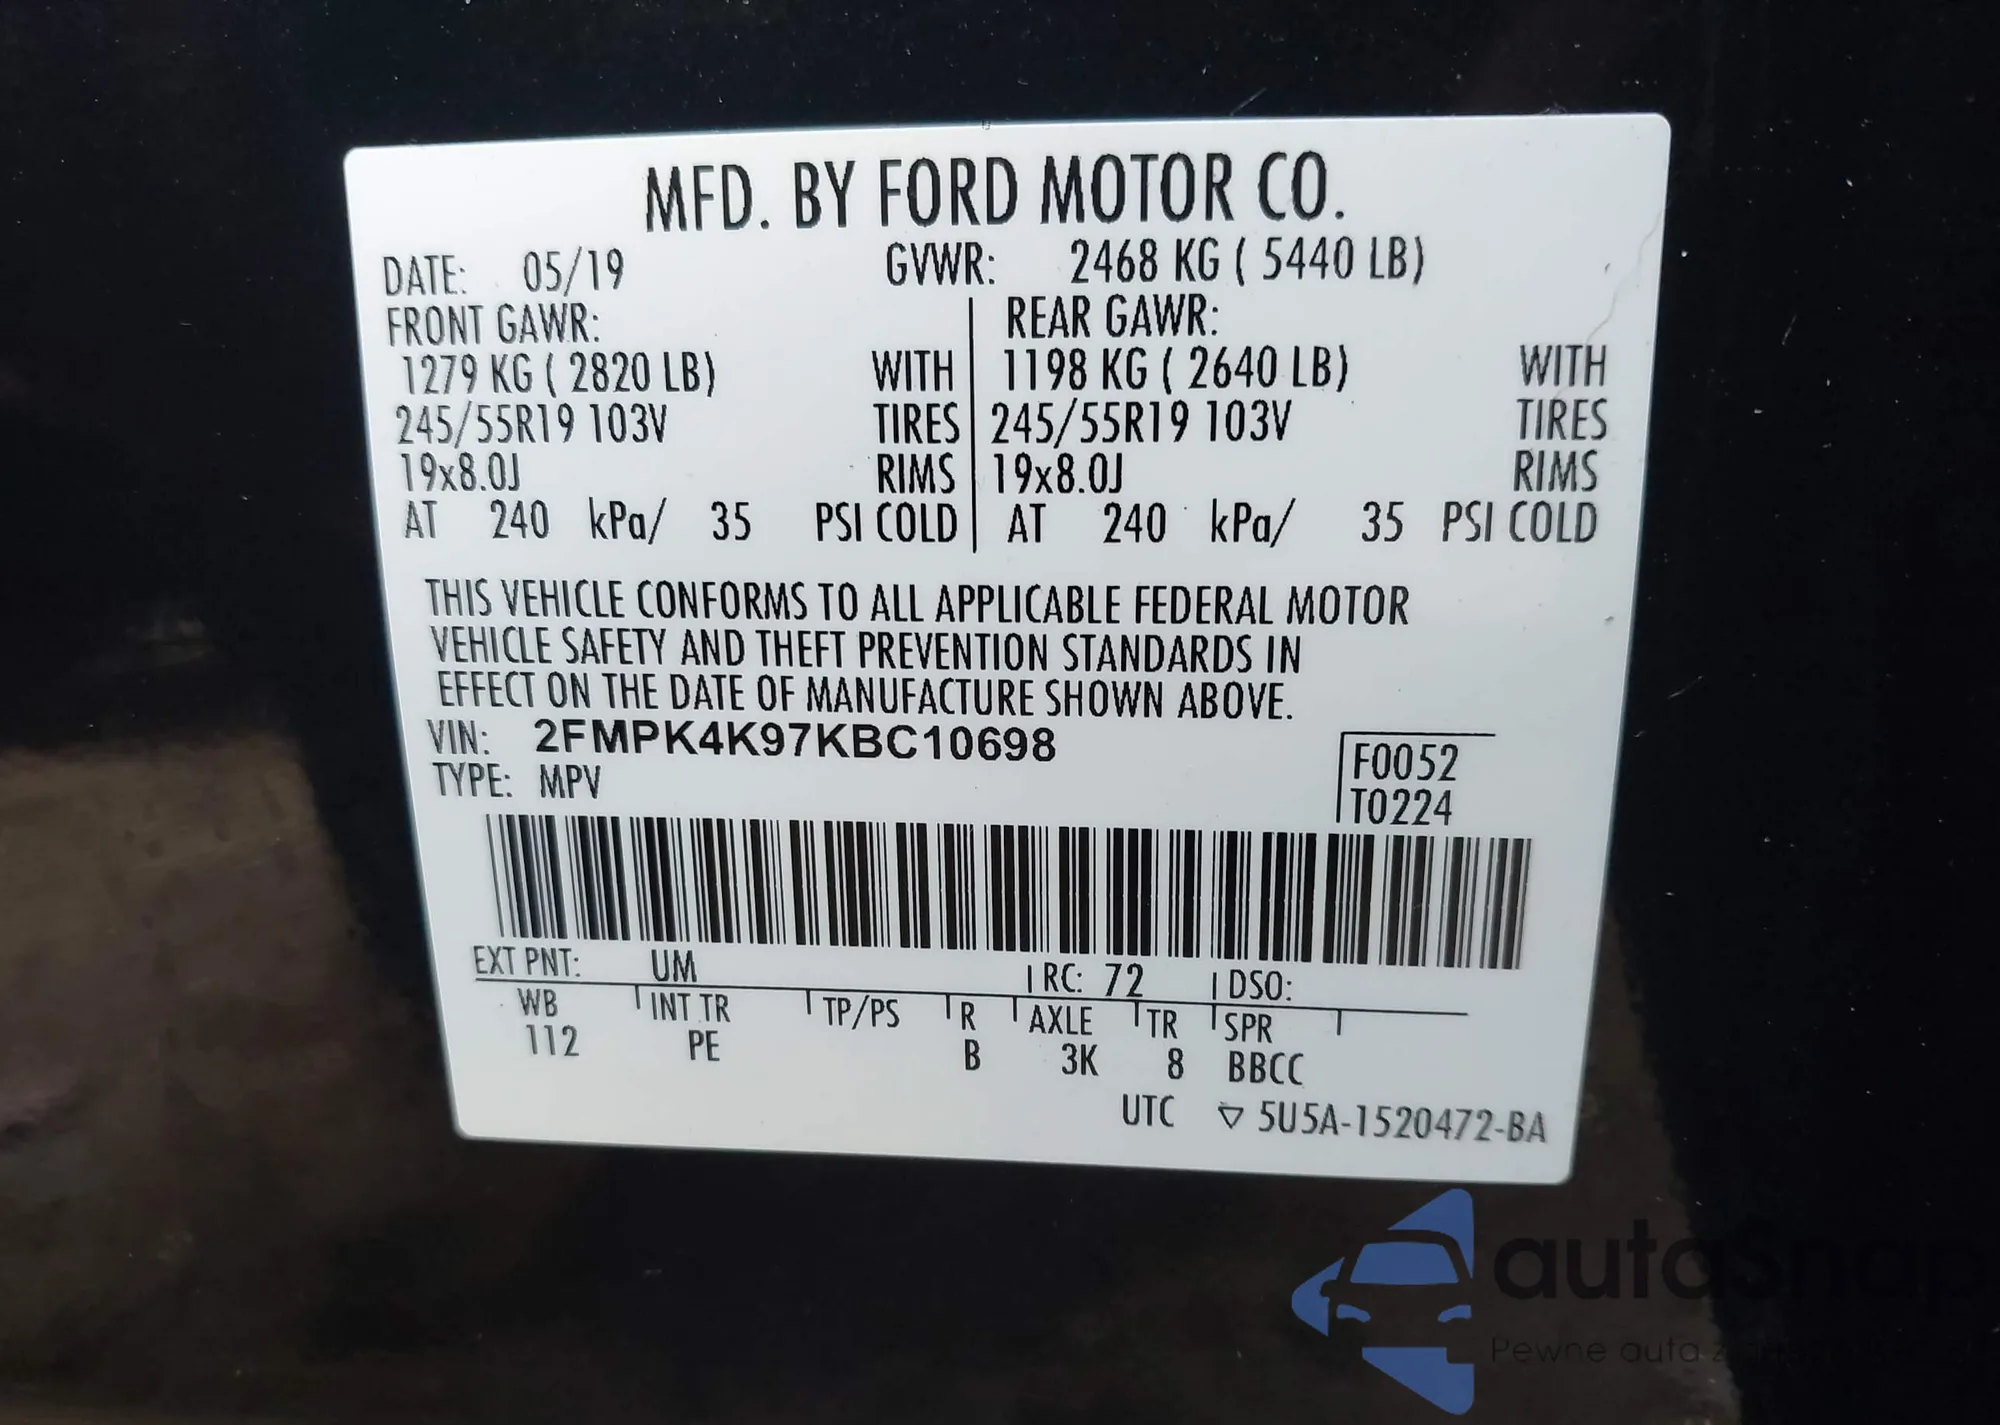 MFD. BY FORD MOTOR CO.
DATE: 05/19 GVWR: 2468 KG ( 5440 LB)
FRONT GAWR: REAR GAWR:
1279 KG ( 2820 LB) WITH 1198 KG ( 2640 LB) WITH
245/55R19 103V TIRES 245/55R19 103V TIRES
19x8.0J RIMS 19x8.0J RIMS
AT 240 kPa/ 35 PSI COLD AT 240 kPa/ 35 PSI COLD
THIS VEHICLE CONFORMS TO ALL APPLICABLE FEDERAL MOTOR
VEHICLE SAFETY AND THEFT PREVENTION STANDARDS IN
EFFECT ON THE DATE OF MANUFACTURE SHOWN ABOVE.
VIN: 2FMPK4K97KBC10698
TYPE: MPV
F0052
T0224
EXT PNT: UM RC: 72 DSO:
WB INT TR TP/PS R AXLE TR SPR
112 PE B 3K 8 BBCC
UTC ▽ 5U5A-1520472-BA
autosnap
Pewne auta